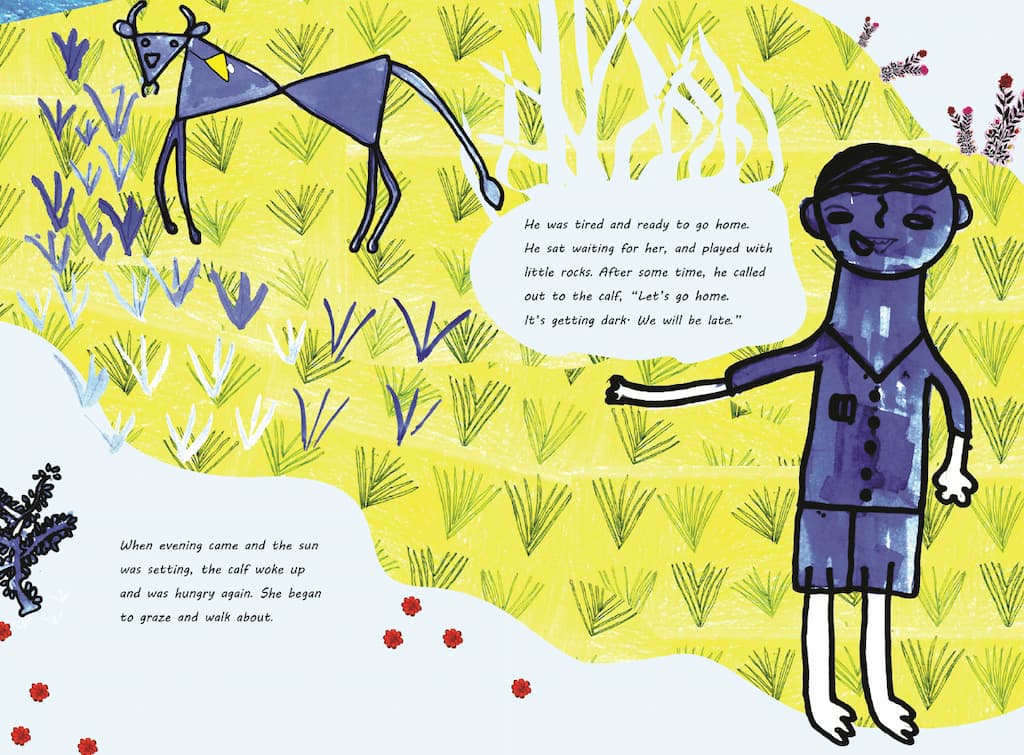 When evening came and the sun
was setting, the calf woke up
and was hungry again. She began
to graze and walk about.
He was tired and ready to go home.
He sat waiting for her, and played with
little rocks. After some time, he called
out to the calf, “Let’s go home.
It’s getting dark. We will be late.”